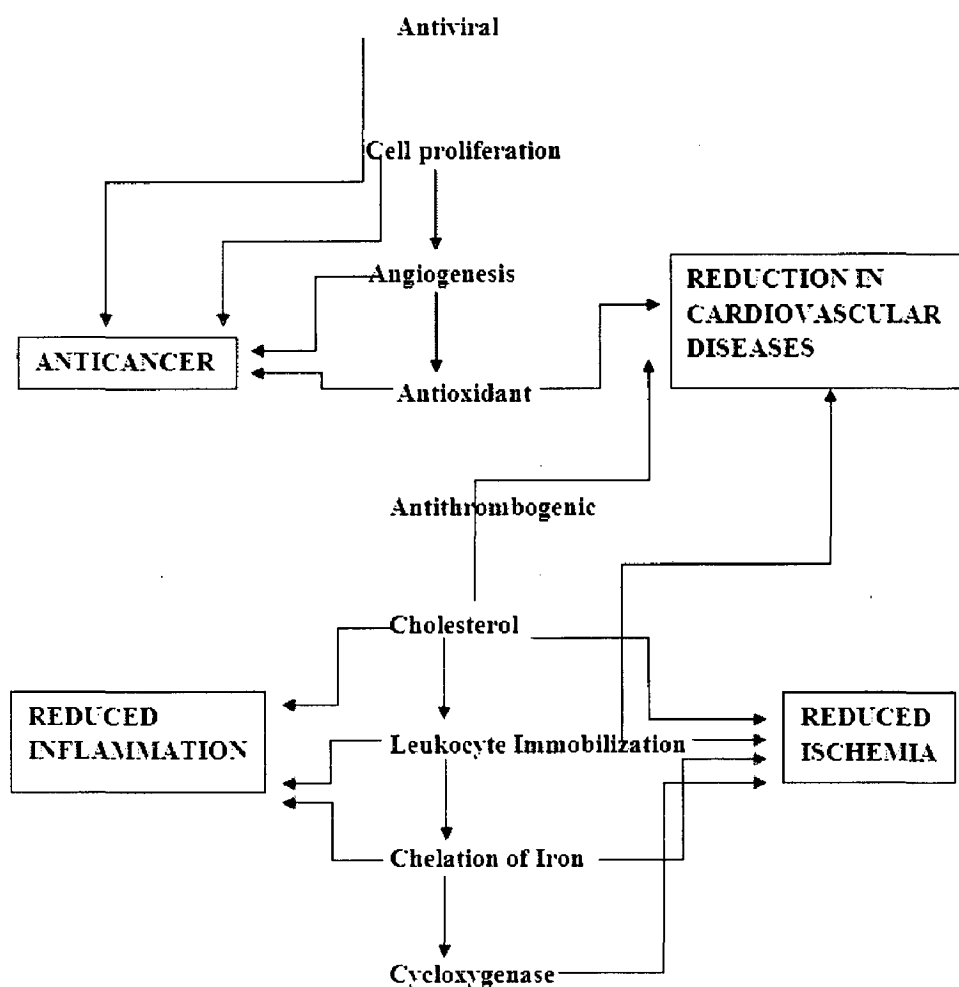 Antiviral
Cell proliferation
Angiogenesis
REDUCTION IN
CARDIOVASCULAR
DISEASES
ANTICANCER
Antioxidant
Antithrombogenic
Cholesterol
REDUCED
INFLAMMATION
Leukocyte Immobilization
REDUCED
ISCHEMIA
Chelation of Iron
Cycloxygenase